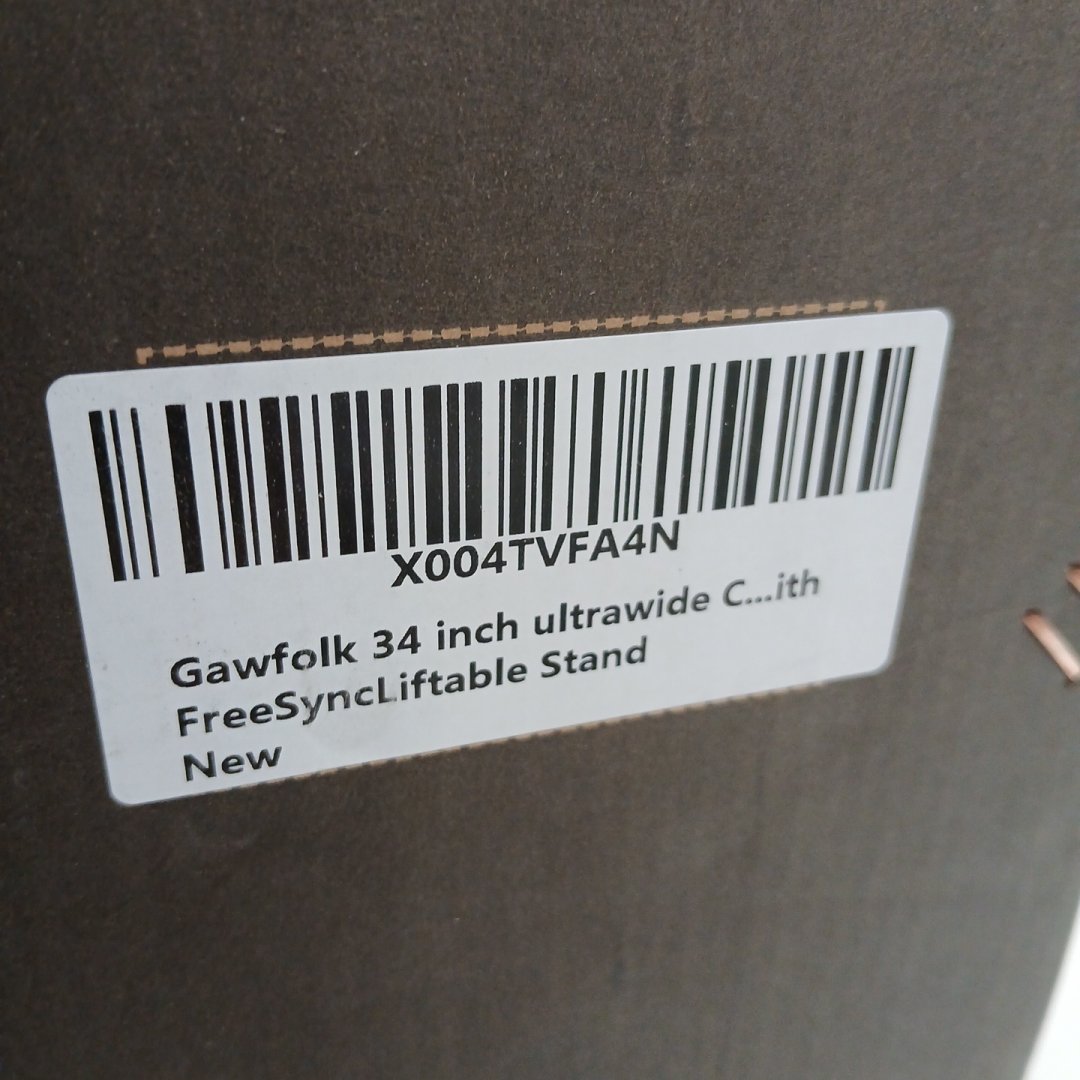 X004TVFA4N
Gawfolk 34 inch ultrawide C...ith
FreeSyncLiftable Stand
New